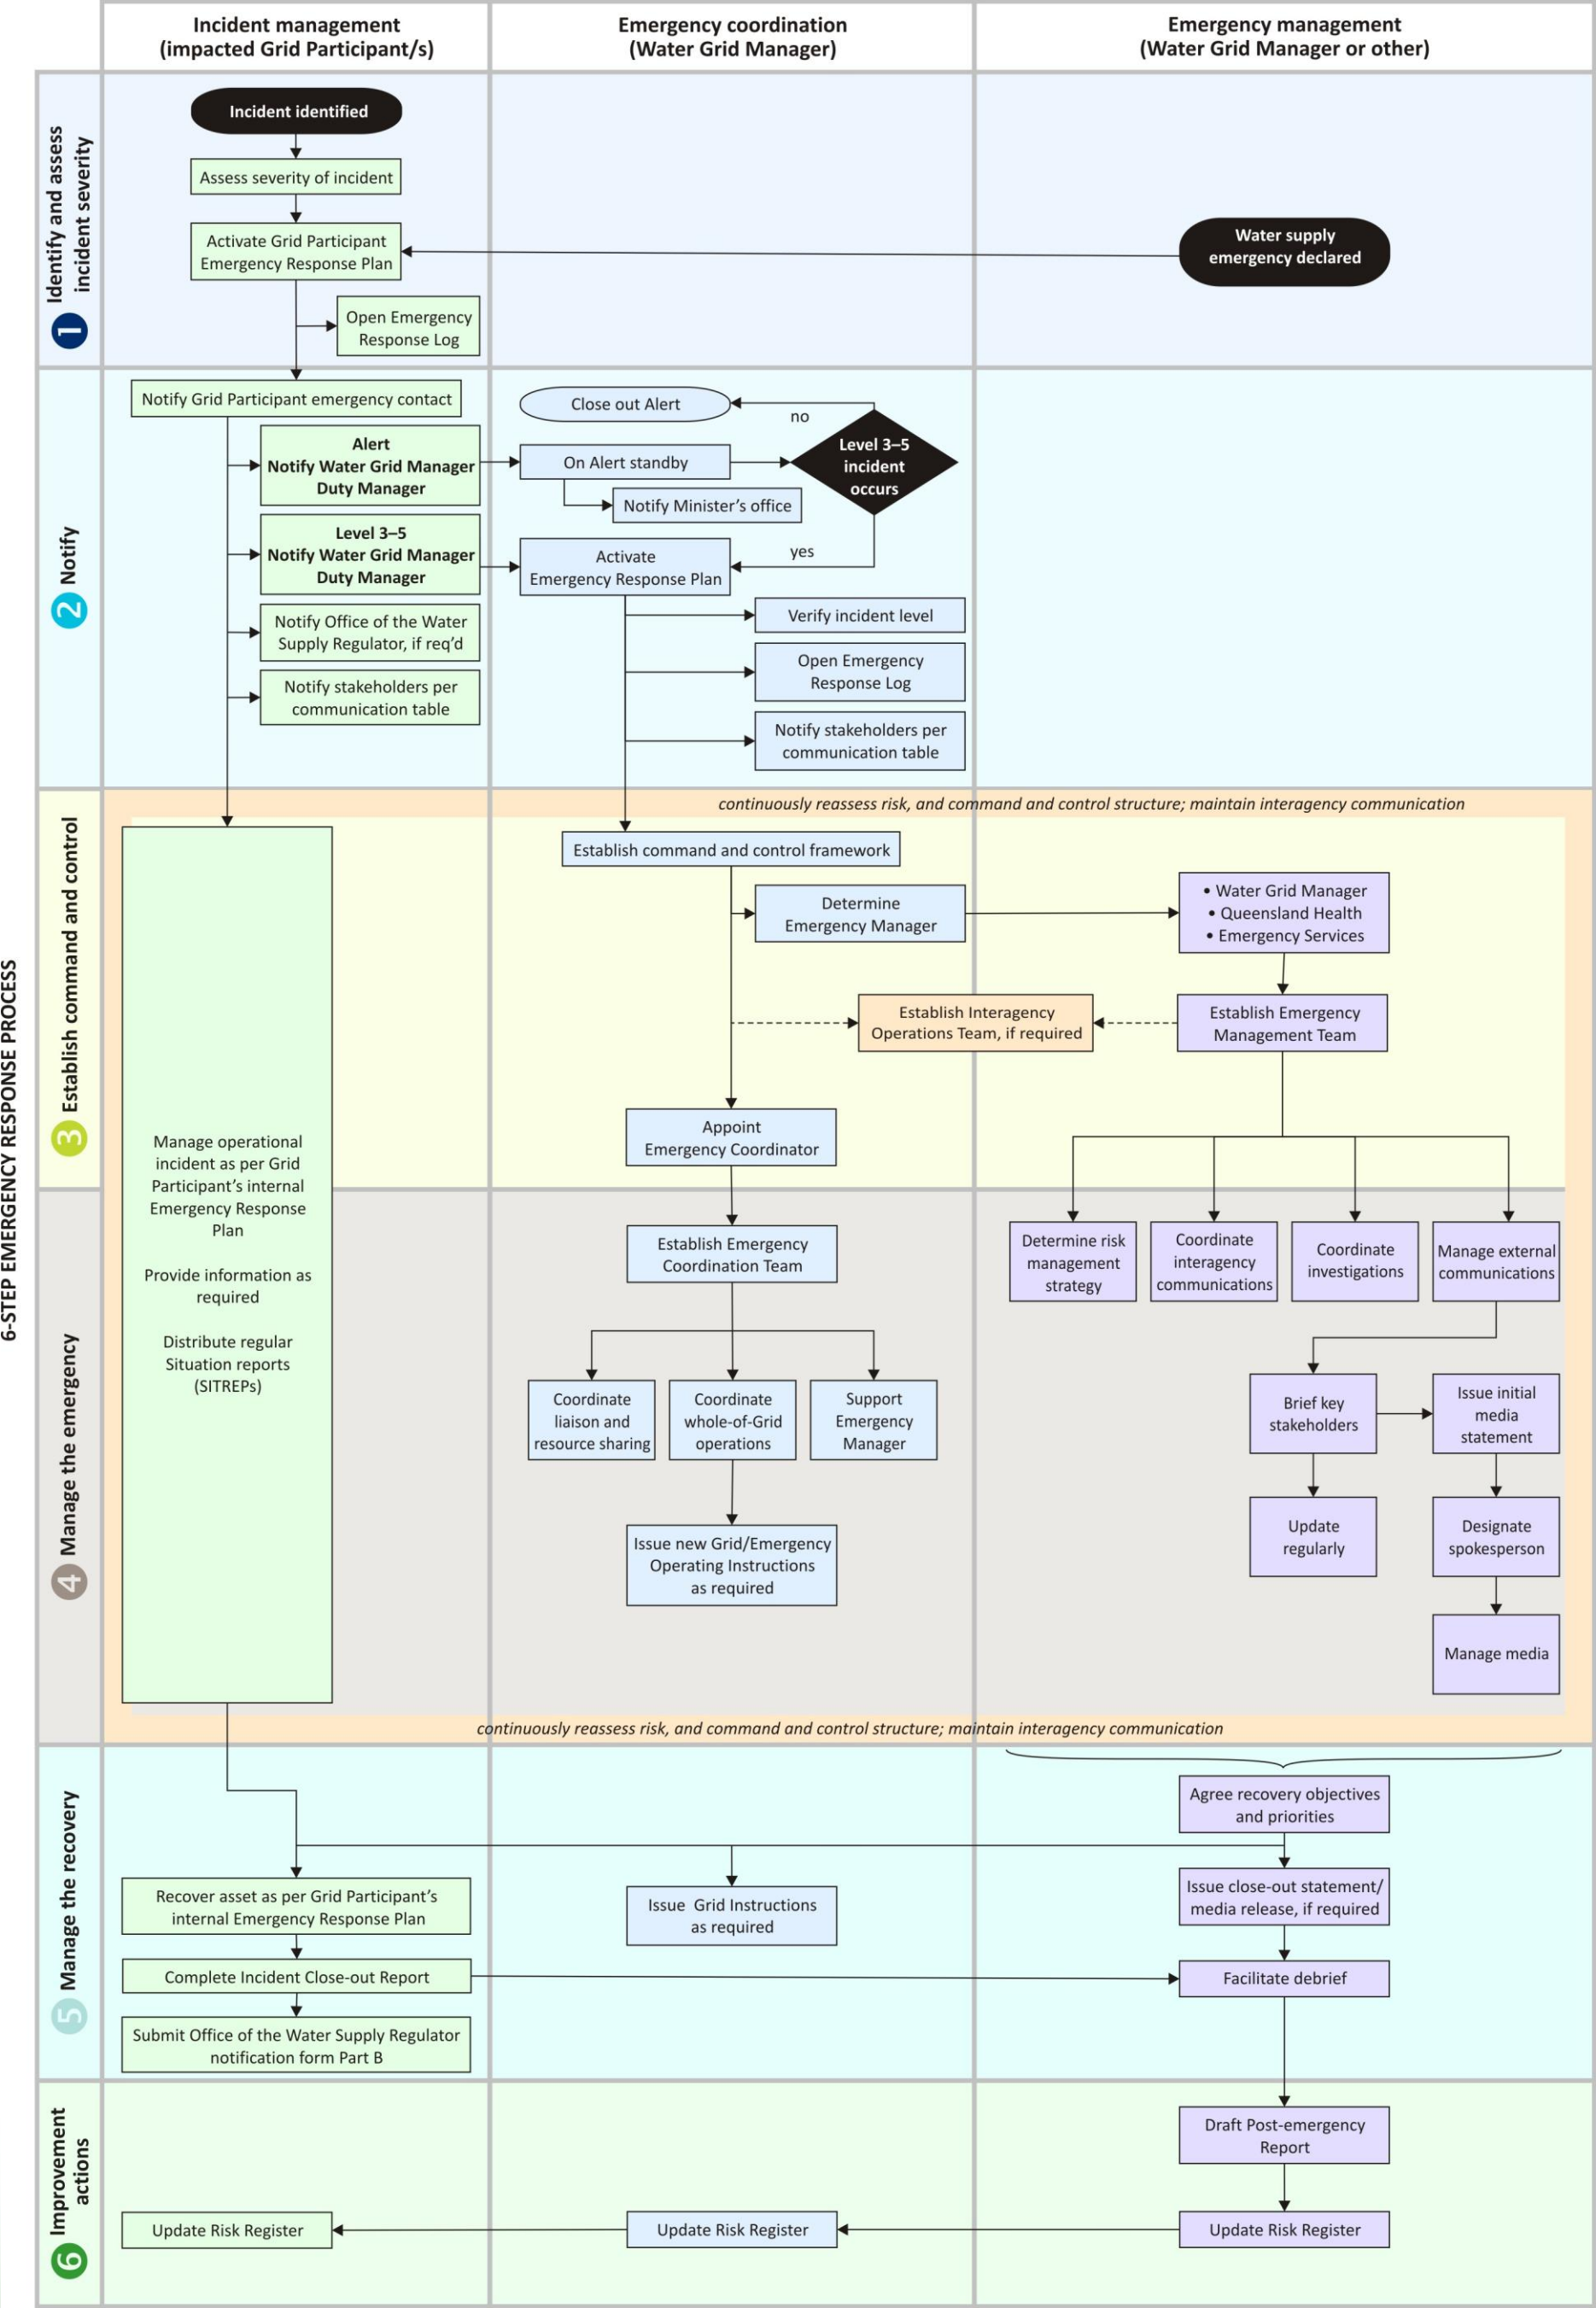 Incident management
(impacted Grid Participant/s)
Emergency coordination
(Water Grid Manager)
Emergency management
(Water Grid Manager or other)
6-STEP EMERGENCY RESPONSE PROCESS
1 Identify and assess
incident severity
Incident identified
Assess severity of incident
Activate Grid Participant
Emergency Response Plan
Open Emergency
Response Log
Water supply
emergency declared
2 Notify
Notify Grid Participant emergency contact
Alert
Notify Water Grid Manager
Duty Manager
Level 3–5
Notify Water Grid Manager
Duty Manager
Notify Office of the Water
Supply Regulator, if req’d
Notify stakeholders per
communication table
Close out Alert
no
On Alert standby
Level 3–5
incident
occurs
Notify Minister’s office
Activate
Emergency Response Plan
yes
Verify incident level
Open Emergency
Response Log
Notify stakeholders per
communication table
continuously reassess risk, and command and control structure; maintain interagency communication
3 Establish command and control
Establish command and control framework
Determine
Emergency Manager
• Water Grid Manager
• Queensland Health
• Emergency Services
Establish Interagency
Operations Team, if required
Establish Emergency
Management Team
Appoint
Emergency Coordinator
Manage operational
incident as per Grid
Participant’s internal
Emergency Response
Plan
Provide information as
required
Distribute regular
Situation reports
(SITREPs)
4 Manage the emergency
Establish Emergency
Coordination Team
Coordinate
liaison and
resource sharing
Coordinate
whole-of-Grid
operations
Support
Emergency
Manager
Issue new Grid/Emergency
Operating Instructions
as required
Determine risk
management
strategy
Coordinate
interagency
communications
Coordinate
investigations
Manage external
communications
Brief key
stakeholders
Issue initial
media
statement
Update
regularly
Designate
spokesperson
Manage media
continuously reassess risk, and command and control structure; maintain interagency communication
5 Manage the recovery
Agree recovery objectives
and priorities
Recover asset as per Grid Participant’s
internal Emergency Response Plan
Issue Grid Instructions
as required
Issue close-out statement/
media release, if required
Complete Incident Close-out Report
Facilitate debrief
Submit Office of the Water Supply Regulator
notification form Part B
6 Improvement
actions
Draft Post-emergency
Report
Update Risk Register
Update Risk Register
Update Risk Register